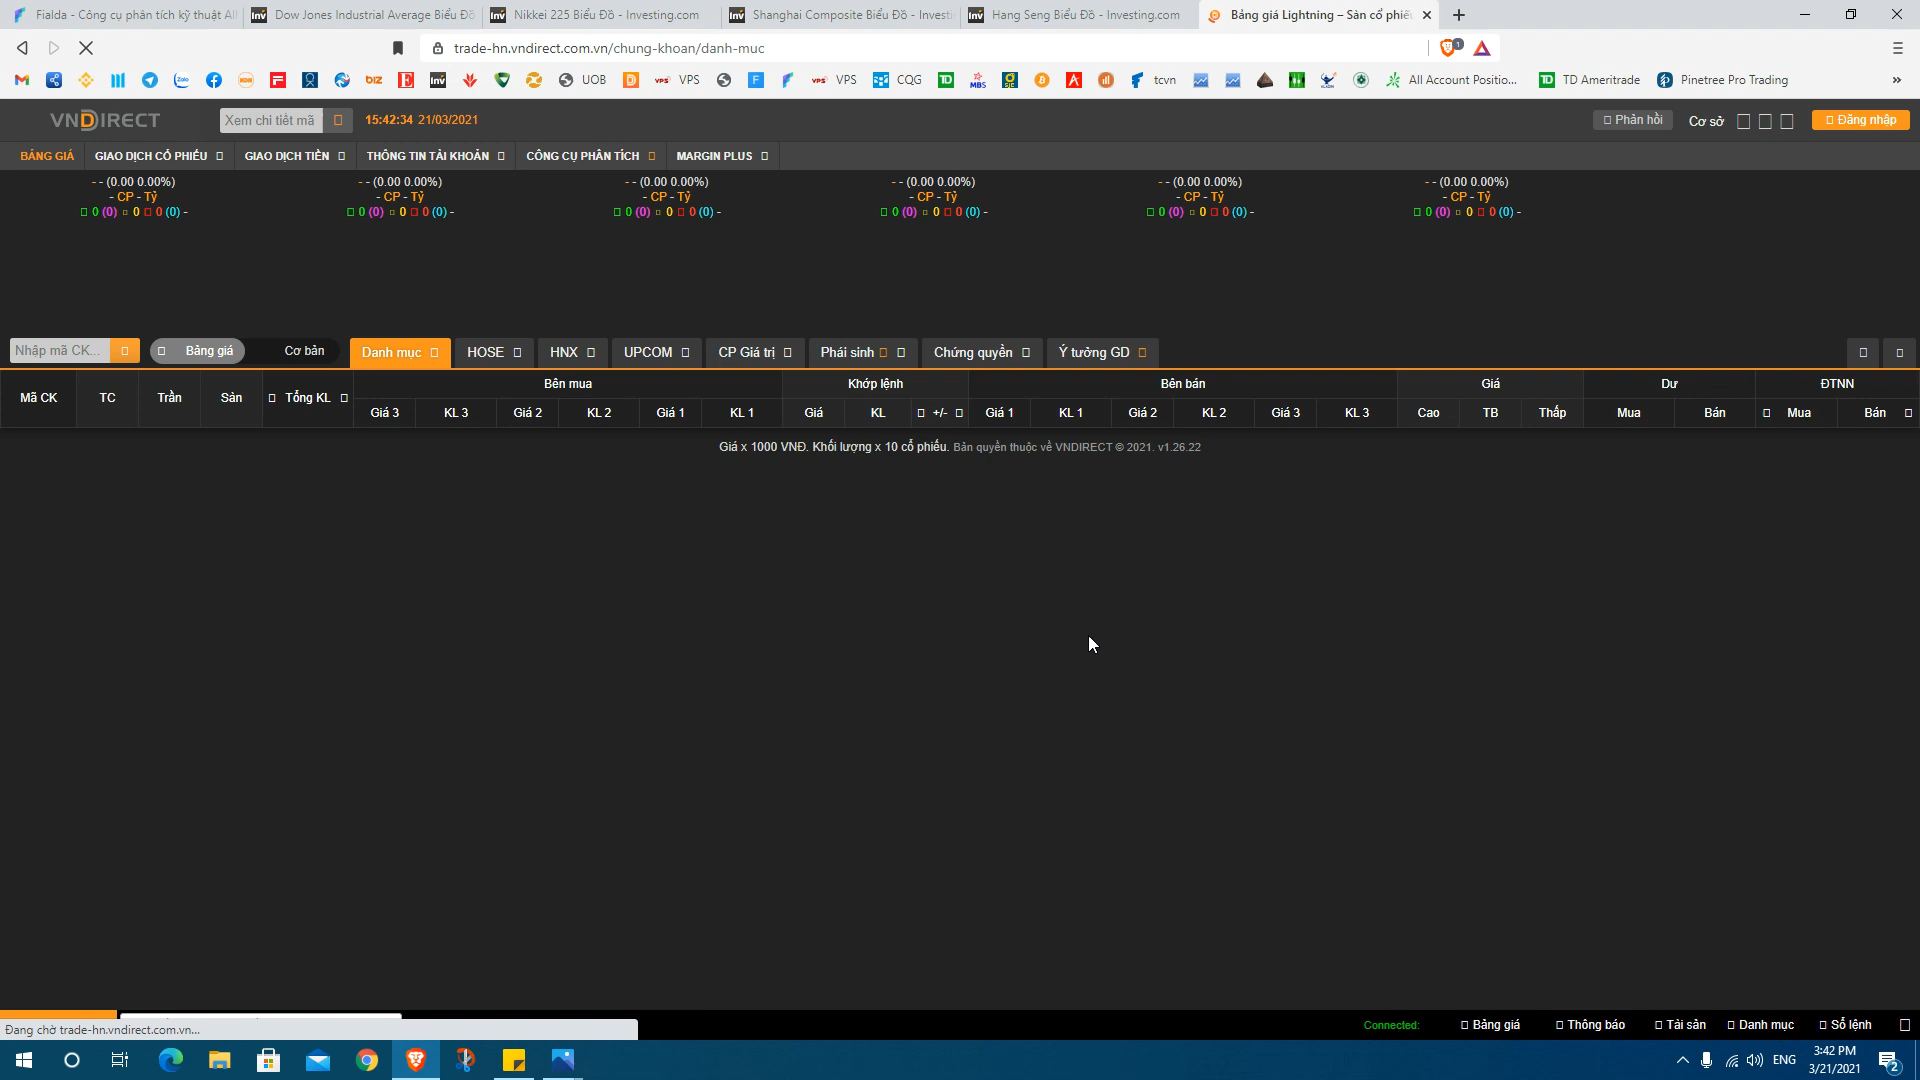 Fialda - Công cụ phân tích kỹ thuật
Dow Jones Industrial Average Biểu Đồ
Nikkei 225 Biểu Đồ - Investing.com
Shanghai Composite Biểu Đồ - Investi
Hang Seng Biểu Đồ - Investing.com
Bảng giá Lightning – Sàn cổ phiế
trade-hn.vndirect.com.vn/chung-khoan/danh-muc
UOB VPS VPS CQG tcvn All Account Positio... TD Ameritrade Pinetree Pro Trading »
VNDIRECT
Xem chi tiết mã
15:42:34 21/03/2021
Phản hồi
Cơ sở
Đăng nhập
BẢNG GIÁ GIAO DỊCH CỔ PHIẾU GIAO DỊCH TIỀN THÔNG TIN TÀI KHOẢN CÔNG CỤ PHÂN TÍCH MARGIN PLUS
- - (0.00 0.00%) - - (0.00 0.00%) - - (0.00 0.00%) - - (0.00 0.00%) - - (0.00 0.00%) - - (0.00 0.00%)
- CP - Tỷ - CP - Tỷ - CP - Tỷ - CP - Tỷ - CP - Tỷ - CP - Tỷ
0 (0) 0 0 (0) - 0 (0) 0 0 (0) - 0 (0) 0 0 (0) - 0 (0) 0 0 (0) - 0 (0) 0 0 (0) - 0 (0) 0 0 (0) -
Nhập mã CK... Bảng giá Cơ bản Danh mục HOSE HNX UPCOM CP Giá trị Phái sinh Chứng quyền Ý tưởng GD
Mã CK TC Trần Sàn Tổng KL Bên mua Khớp lệnh Bên bán Giá Dư ĐTNN
Giá 3 KL 3 Giá 2 KL 2 Giá 1 KL 1 Giá KL +/- Giá 1 KL 1 Giá 2 KL 2 Giá 3 KL 3 Cao TB Thấp Mua Bán Mua Bán
Giá x 1000 VNĐ. Khối lượng x 10 cổ phiếu. Bản quyền thuộc về VNDIRECT © 2021. v1.26.22
Đang chờ trade-hn.vndirect.com.vn...
Connected: Bảng giá Thông báo Tài sản Danh mục Sổ lệnh
ENG
3:42 PM
3/21/2021
2